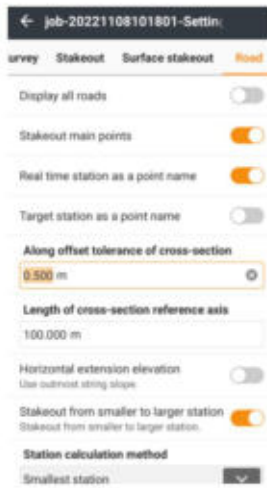 job-20221108101801-Settin
urvey Stakeout Surface stakeout Road
Display all roads
Stakeout main points
Real time station as a point name
Target station as a point name
Along offset tolerance of cross-section
0.500 m
Length of cross-section reference axis
100.000 m
Horizontal extension elevation
Use outmost string slope.
Stakeout from smaller to larger station
Stakeout from smaller to larger station.
Station calculation method
Smallest station